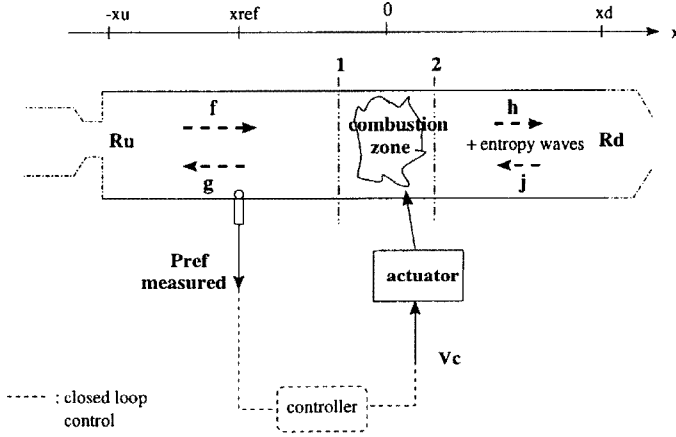 -xu xref 0 xd x
1 2
f h
Ru combustion Rd
zone + entropy waves
g j
Pref
measured
actuator
Vc
controller
----- : closed loop
control